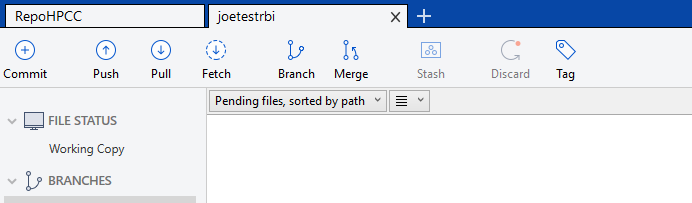 RepoHPCC
joetestrbi
Commit Push Pull Fetch Branch Merge Stash Discard Tag
Pending files, sorted by path
FILE STATUS
Working Copy
BRANCHES